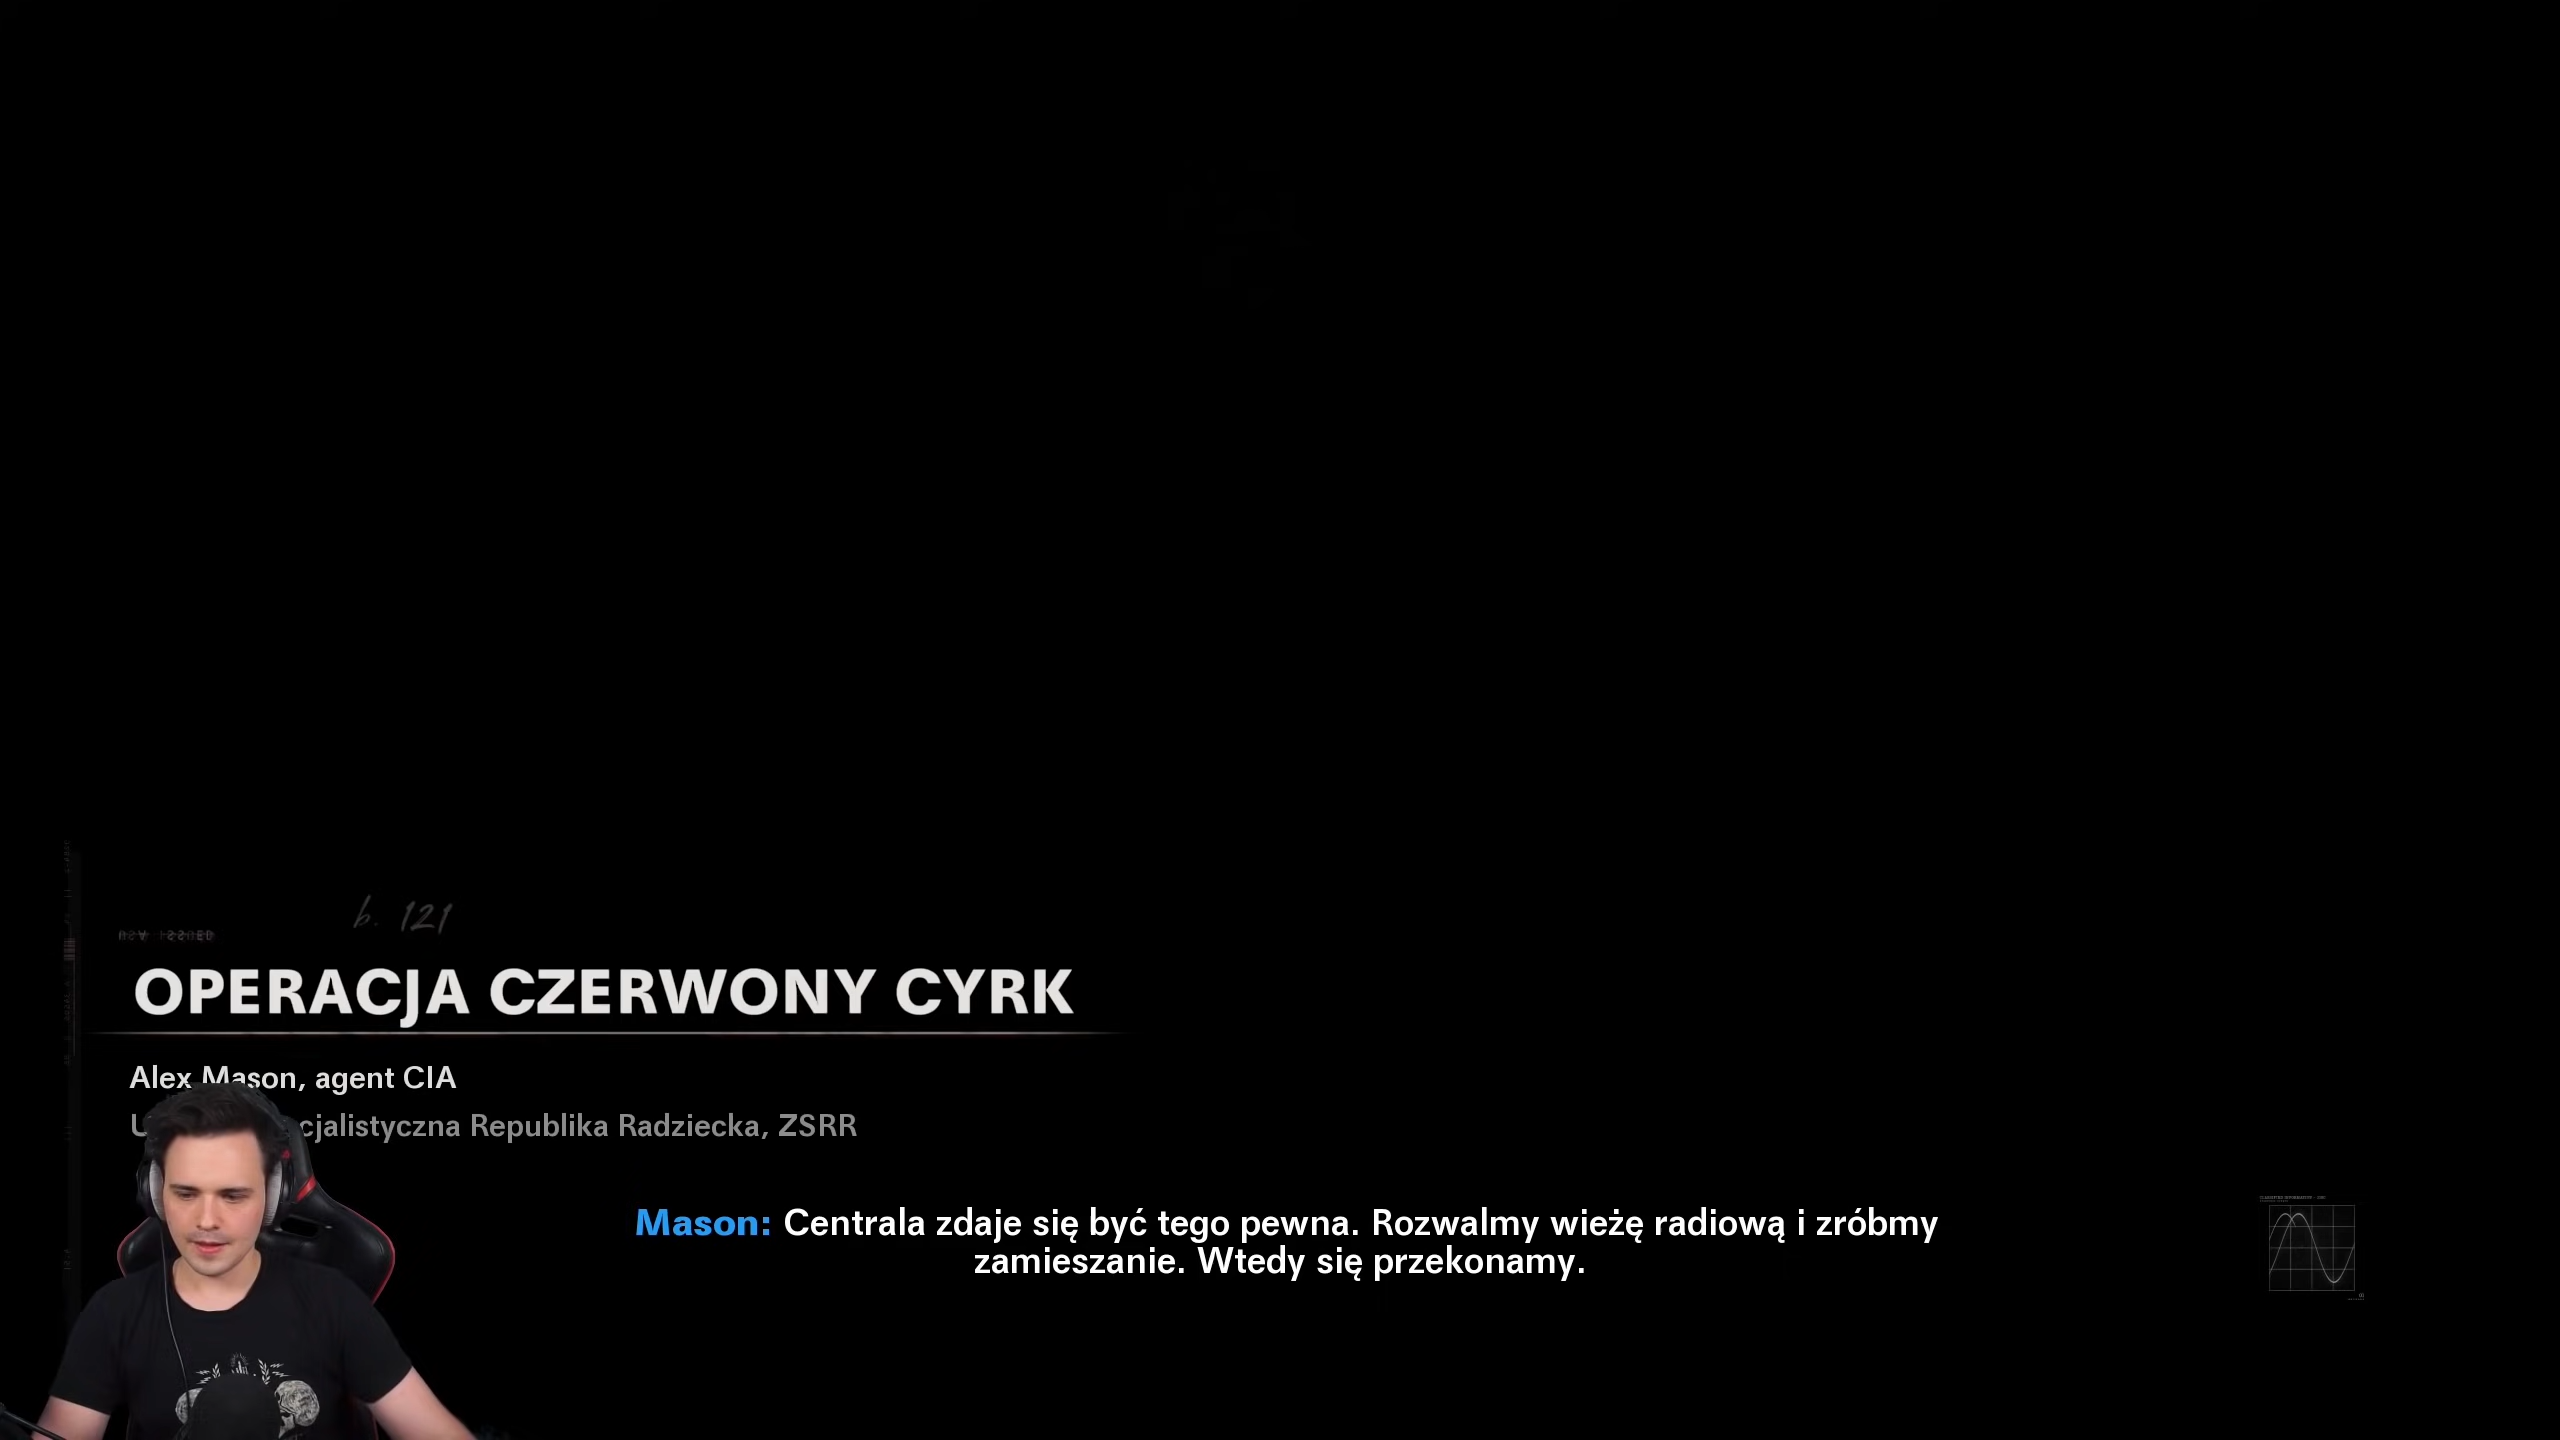 b. 121
OPERACJA CZERWONY CYRK
Alex Mason, agent CIA
cjalistyczna Republika Radziecka, ZSRR
Mason: Centrala zdaje się być tego pewna. Rozwalmy wieżę radiową i zróbmy
zamieszanie. Wtedy się przekonamy.